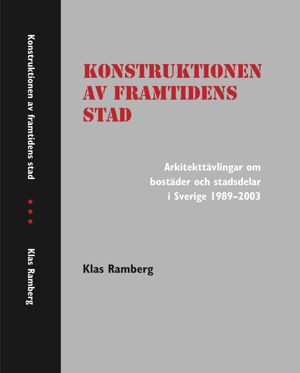 Konstruktionen av framtidens stad
Klas Ramberg
KONSTRUKTIONEN
AV FRAMTIDENS
STAD
Arkitekttävlingar om
bostäder och stadsdelar
i Sverige 1989–2003
Klas Ramberg